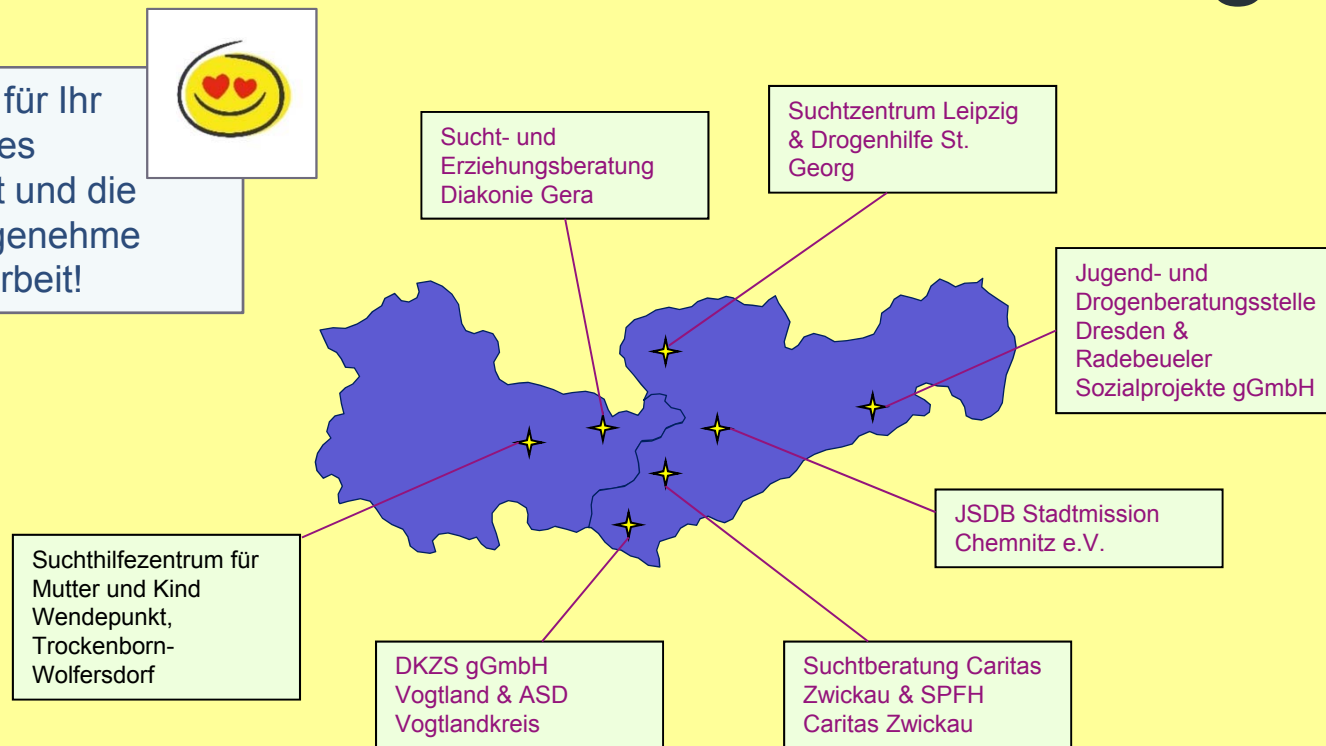 für Ihr
es
t und die
genehme
rbeit!
Sucht- und
Erziehungsberatung
Diakonie Gera
Suchtzentrum Leipzig
& Drogenhilfe St.
Georg
Jugend- und
Drogenberatungsstelle
Dresden &
Radebeueler
Sozialprojekte gGmbH
JSDB Stadtmission
Chemnitz e.V.
Suchthilfezentrum für
Mutter und Kind
Wendepunkt,
Trockenborn-
Wolfersdorf
DKZS gGmbH
Vogtland & ASD
Vogtlandkreis
Suchtberatung Caritas
Zwickau & SPFH
Caritas Zwickau